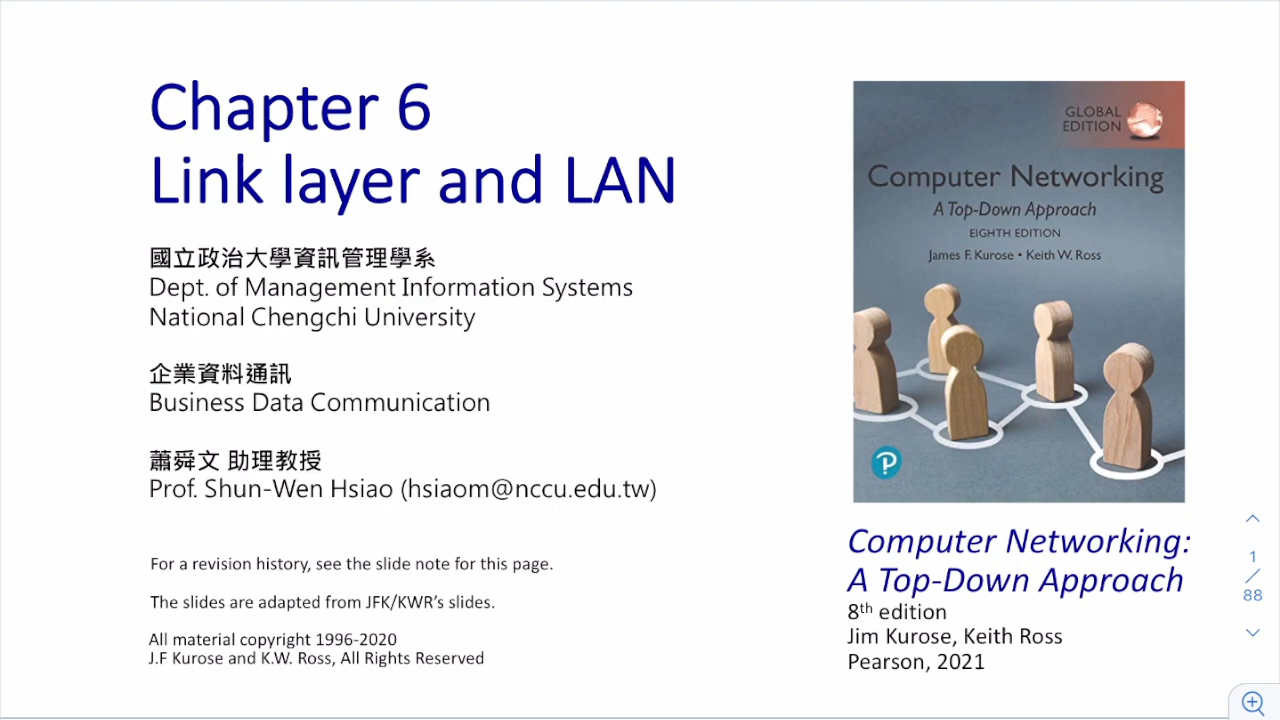 Chapter 6
Link layer and LAN
國立政治大學資訊管理學系
Dept. of Management Information Systems
National Chengchi University
企業資料通訊
Business Data Communication
蕭舜文 助理教授
Prof. Shun-Wen Hsiao (hsiaom@nccu.edu.tw)
For a revision history, see the slide note for this page.
The slides are adapted from JFK/KWR’s slides.
All material copyright 1996-2020
J.F Kurose and K.W. Ross, All Rights Reserved
GLOBAL
EDITION
Computer Networking
A Top-Down Approach
EIGHTH EDITION
James F. Kurose • Keith W. Ross
P
Computer Networking:
A Top-Down Approach
8th edition
Jim Kurose, Keith Ross
Pearson, 2021
1
/
88